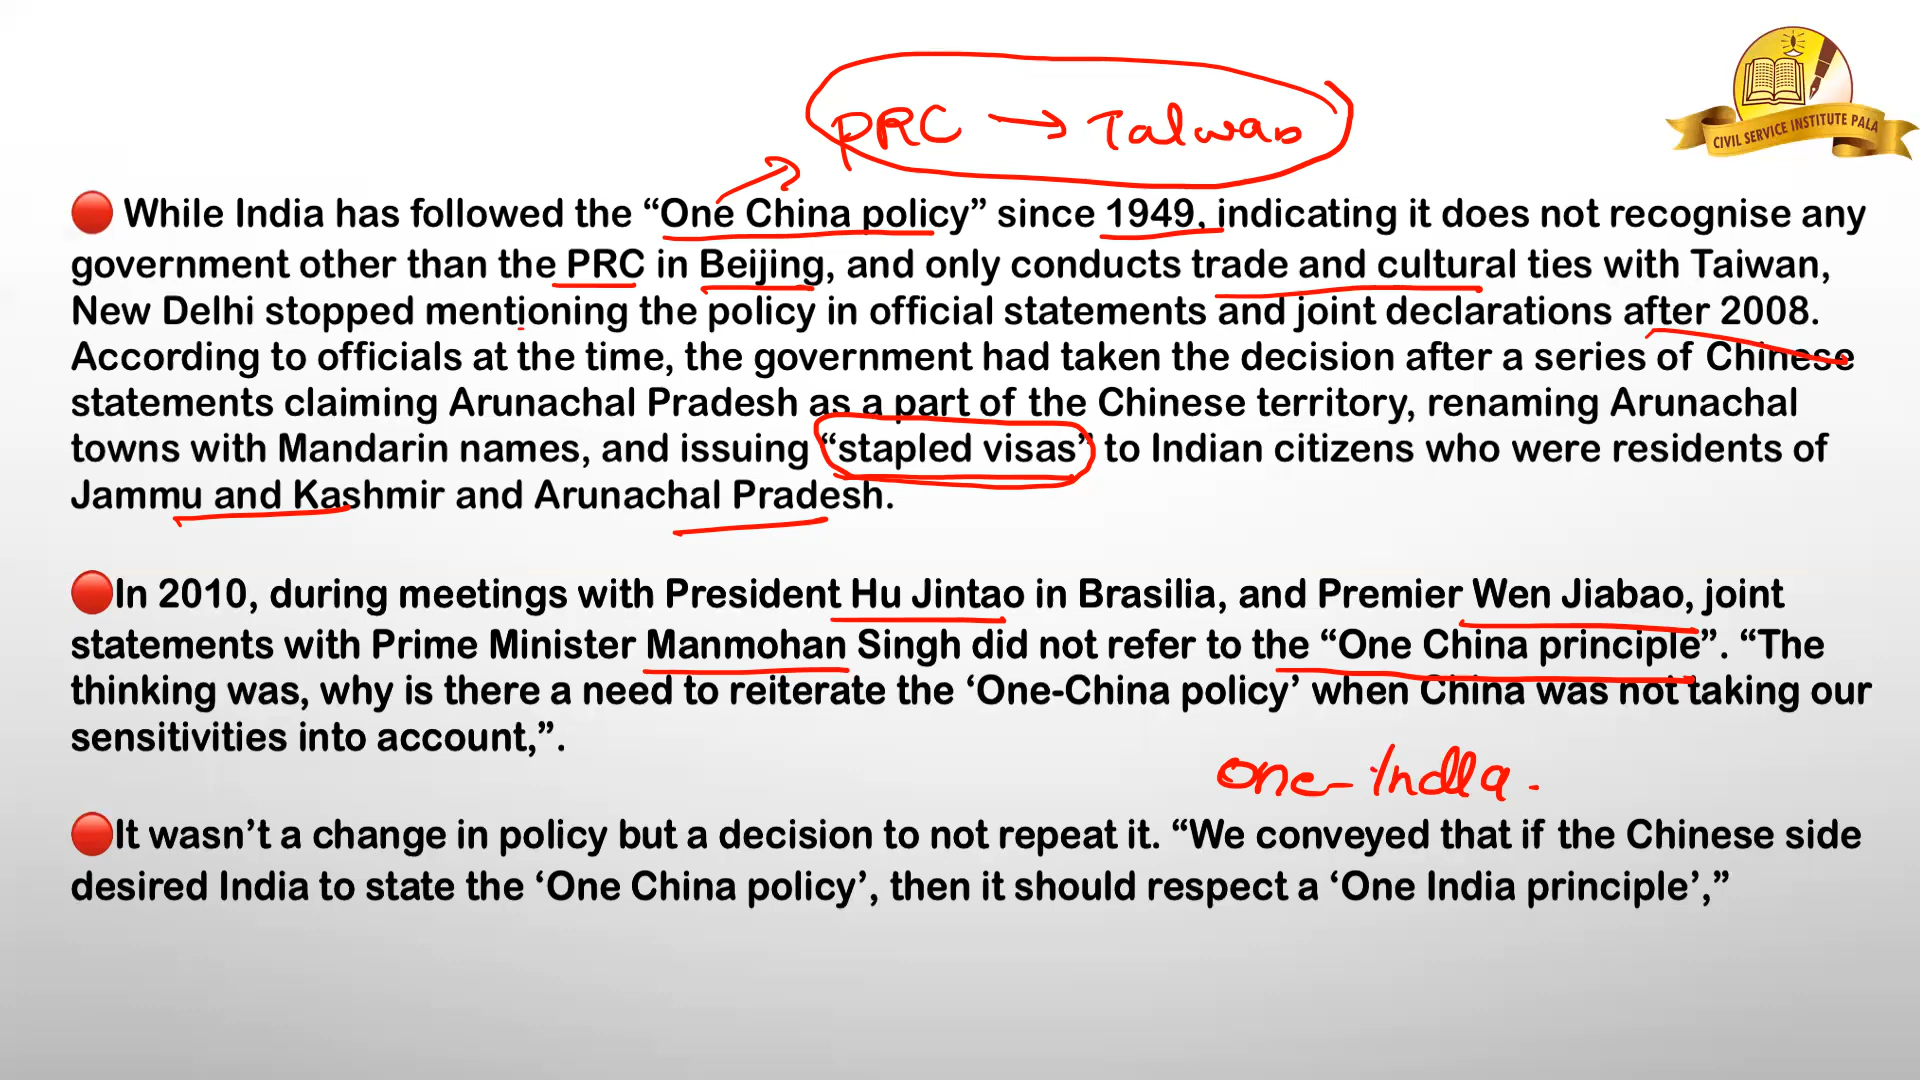 PRC → Taiwan
CIVIL SERVICE INSTITUTE PALA
While India has followed the “One China policy” since 1949, indicating it does not recognise any
government other than the PRC in Beijing, and only conducts trade and cultural ties with Taiwan,
New Delhi stopped mentioning the policy in official statements and joint declarations after 2008.
According to officials at the time, the government had taken the decision after a series of Chinese
statements claiming Arunachal Pradesh as a part of the Chinese territory, renaming Arunachal
towns with Mandarin names, and issuing “stapled visas” to Indian citizens who were residents of
Jammu and Kashmir and Arunachal Pradesh.
In 2010, during meetings with President Hu Jintao in Brasilia, and Premier Wen Jiabao, joint
statements with Prime Minister Manmohan Singh did not refer to the “One China principle”. “The
thinking was, why is there a need to reiterate the ‘One-China policy’ when China was not taking our
sensitivities into account,”.
One-India.
It wasn’t a change in policy but a decision to not repeat it. “We conveyed that if the Chinese side
desired India to state the ‘One China policy’, then it should respect a ‘One India principle’,”